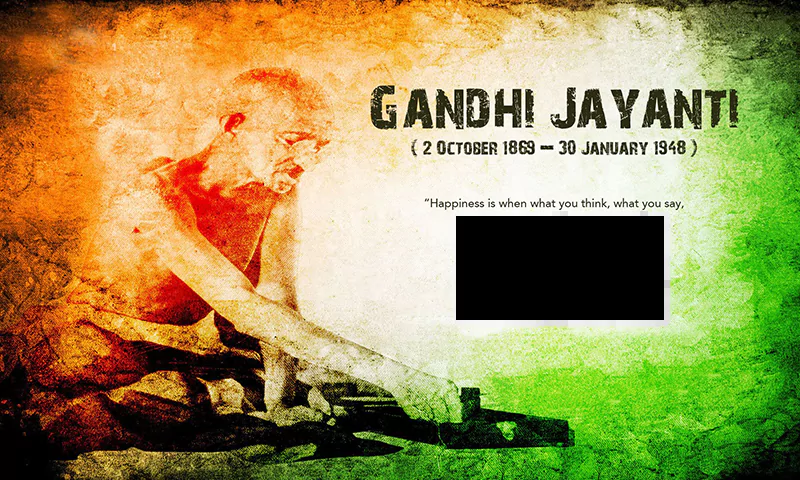 GANDHI JAYANTI
( 2 OCTOBER 1869 – 30 JANUARY 1948 )
“Happiness is when what you think, what you say,